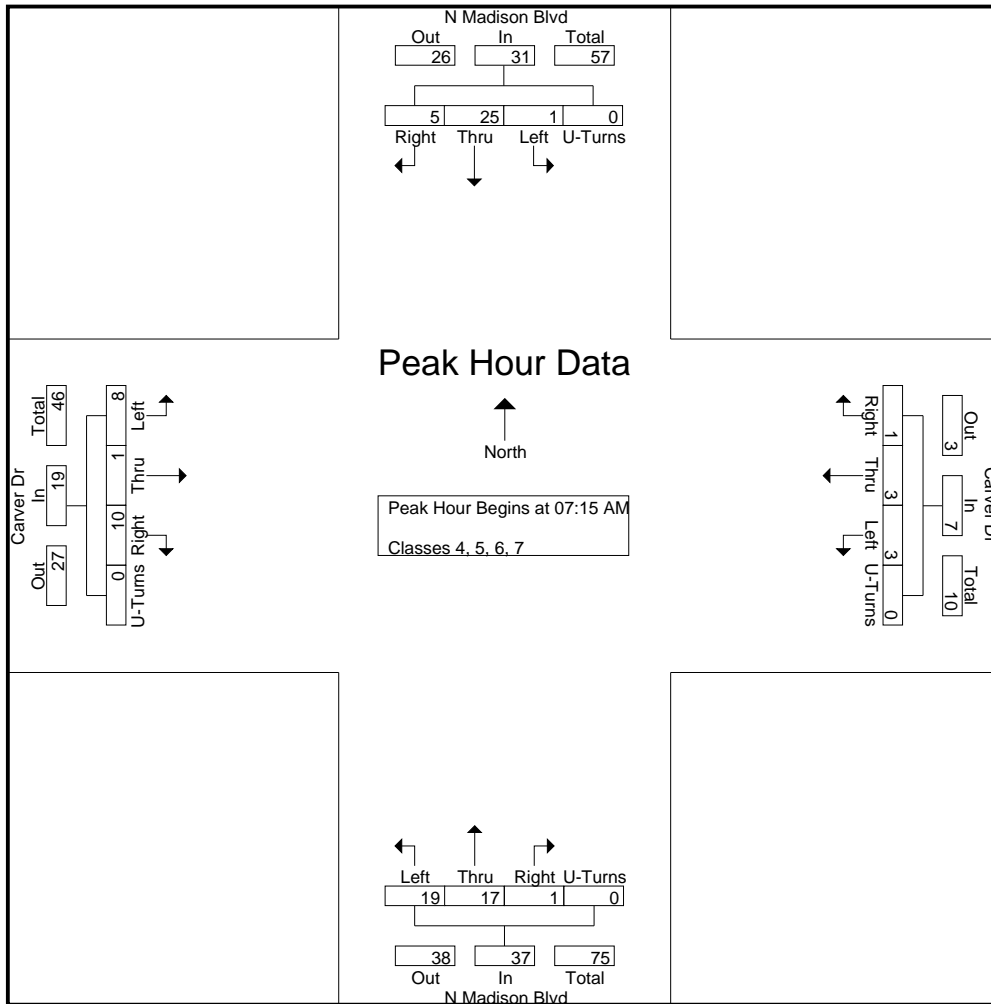 N Madison Blvd
Out In Total
26 31 57
5 25 1 0
Right Thru Left U-Turns
Peak Hour Data
North
Peak Hour Begins at 07:15 AM
Classes 4, 5, 6, 7
Carver Dr
Total In Out
46 19 27
8 1 10 0
Left Thru Right U-Turns
Right Thru Left U-Turns
1 3 3 0
Out In Total
3 7 10
Carver Dr
Left Thru Right U-Turns
19 17 1 0
38 37 75
Out In Total
N Madison Blvd